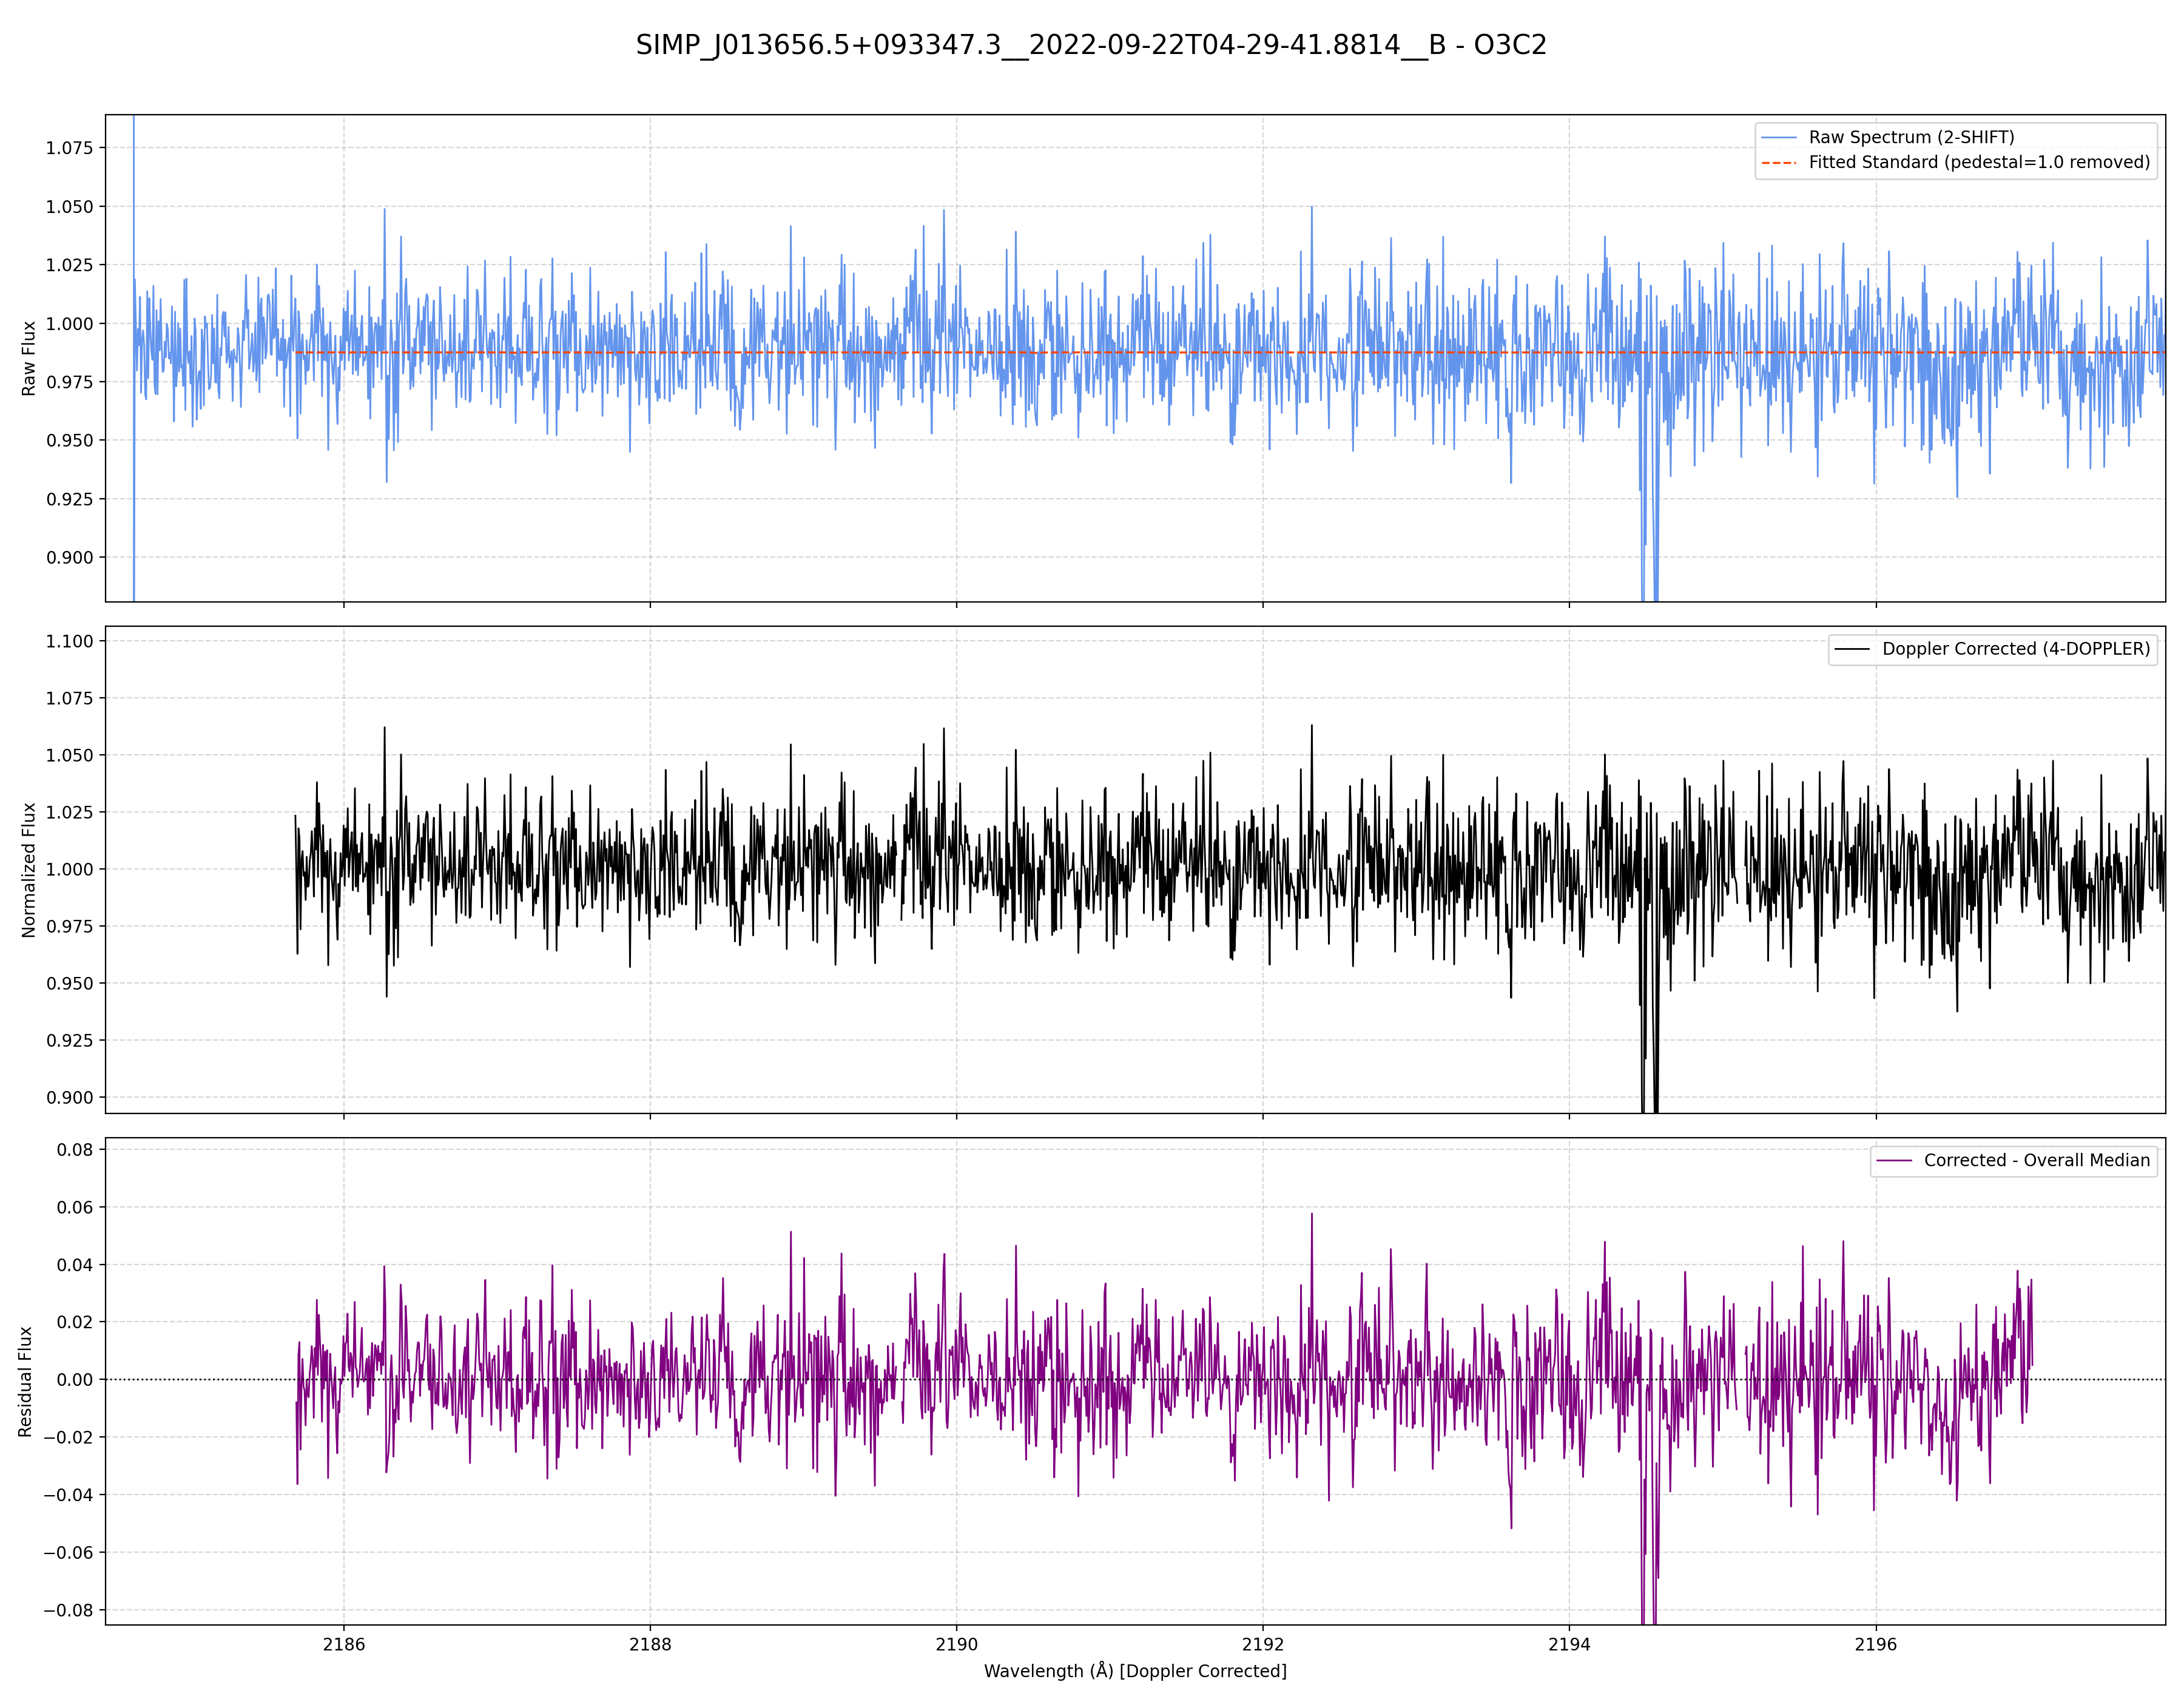 SIMP_J013656.5+093347.3__2022-09-22T04-29-41.8814__B - O3C2
Raw Spectrum (2-SHIFT)
Fitted Standard (pedestal=1.0 removed)
Raw Flux
1.075
1.050
1.025
1.000
0.975
0.950
0.925
0.900
Doppler Corrected (4-DOPPLER)
Normalized Flux
1.100
1.075
1.050
1.025
1.000
0.975
0.950
0.925
0.900
Corrected - Overall Median
Residual Flux
0.08
0.06
0.04
0.02
0.00
−0.02
−0.04
−0.06
−0.08
2186 2188 2190 2192 2194 2196
Wavelength (Å) [Doppler Corrected]